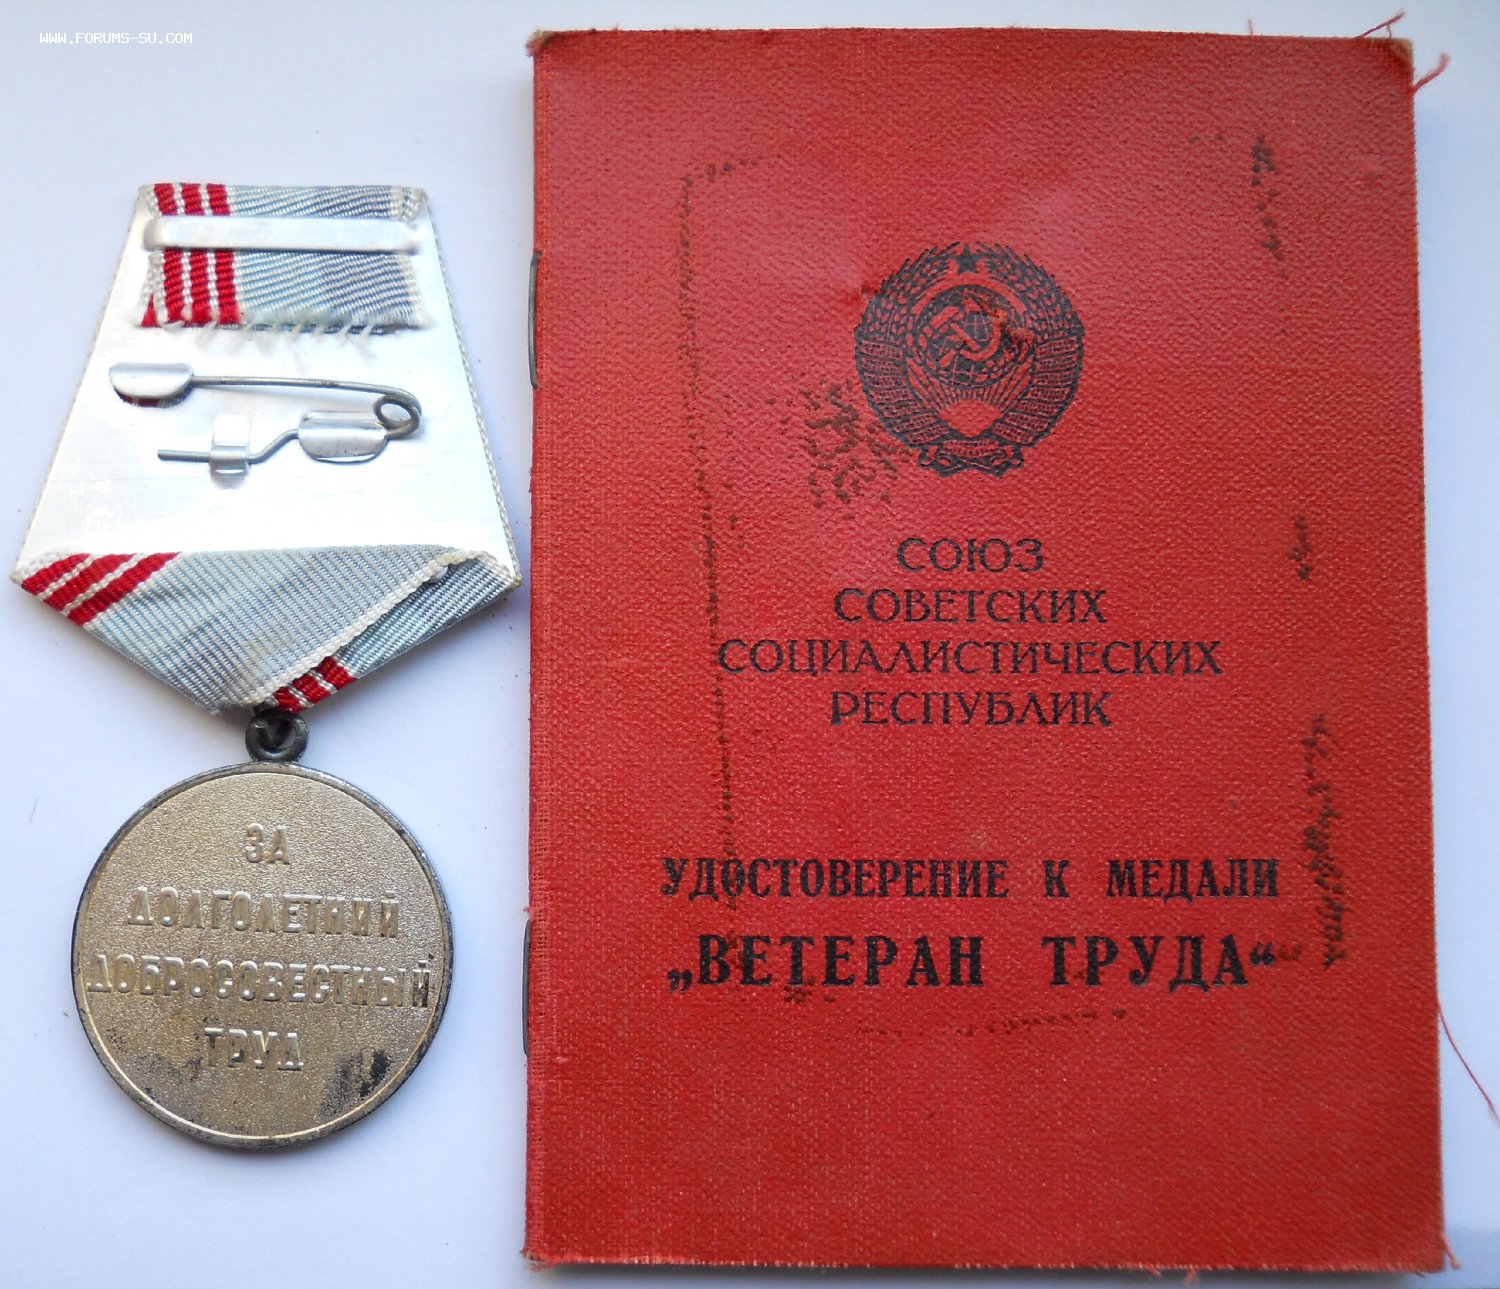 WWW.FORUMS-SU.COM
ЗА
ДОЛГОЛЕТНИЙ
ДОБРОСОВЕСТНЫЙ
ТРУД
СОЮЗ
СОВЕТСКИХ
СОЦИАЛИСТИЧЕСКИХ
РЕСПУБЛИК
УДОСТОВЕРЕНИЕ К МЕДАЛИ
„ВЕТЕРАН ТРУДА“